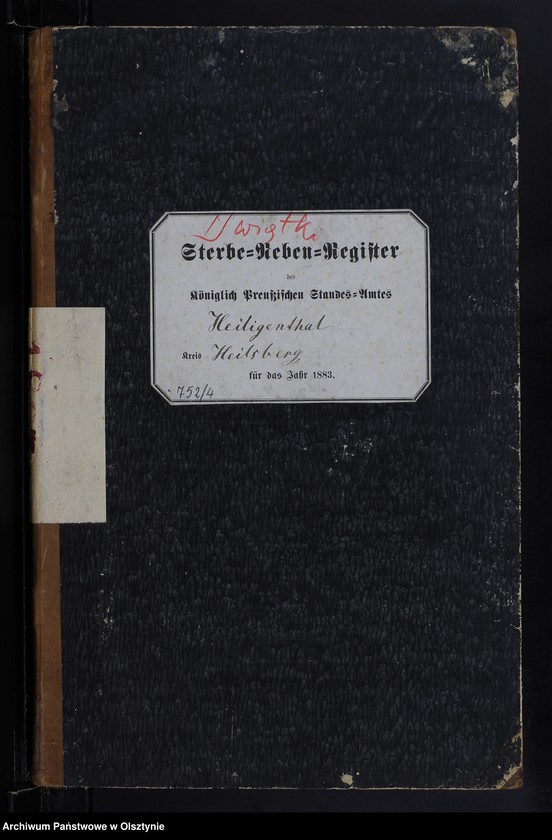 Dwigtk
Sterbe=Neben=Register
des
Königlich Preußischen Standes=Amtes
Heiligenthal
Kreis Heilsberg
für das Jahr 1883.
752/4
Archiwum Państwowe w Olsztynie